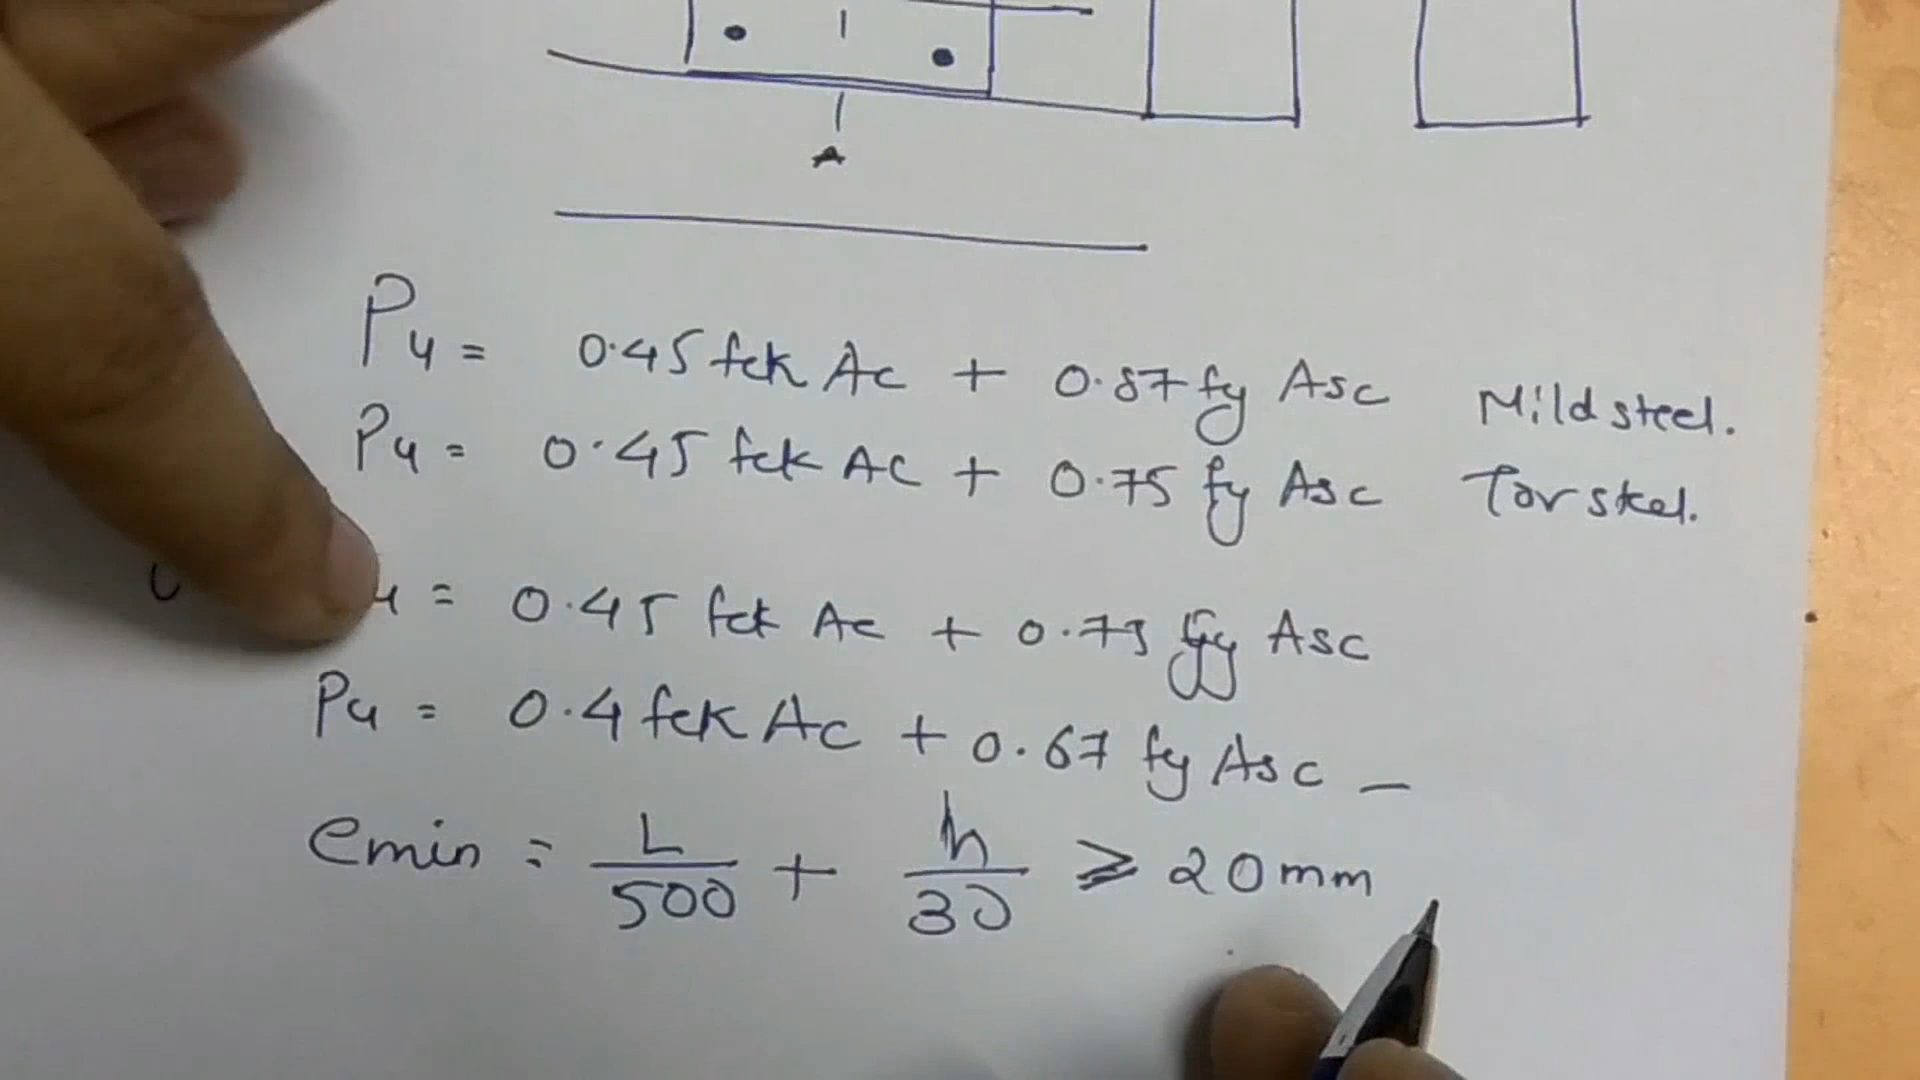 A
Pu = 0.45 fck Ac + 0.87 fy Asc Mild steel.
Pu = 0.45 fck Ac + 0.75 fy Asc Tor steel.
u = 0.45 fck Ac + 0.75 fy Asc
Pu = 0.4 fck Ac + 0.67 fy Asc —
emin = L/500 + h/30 ≥ 20mm